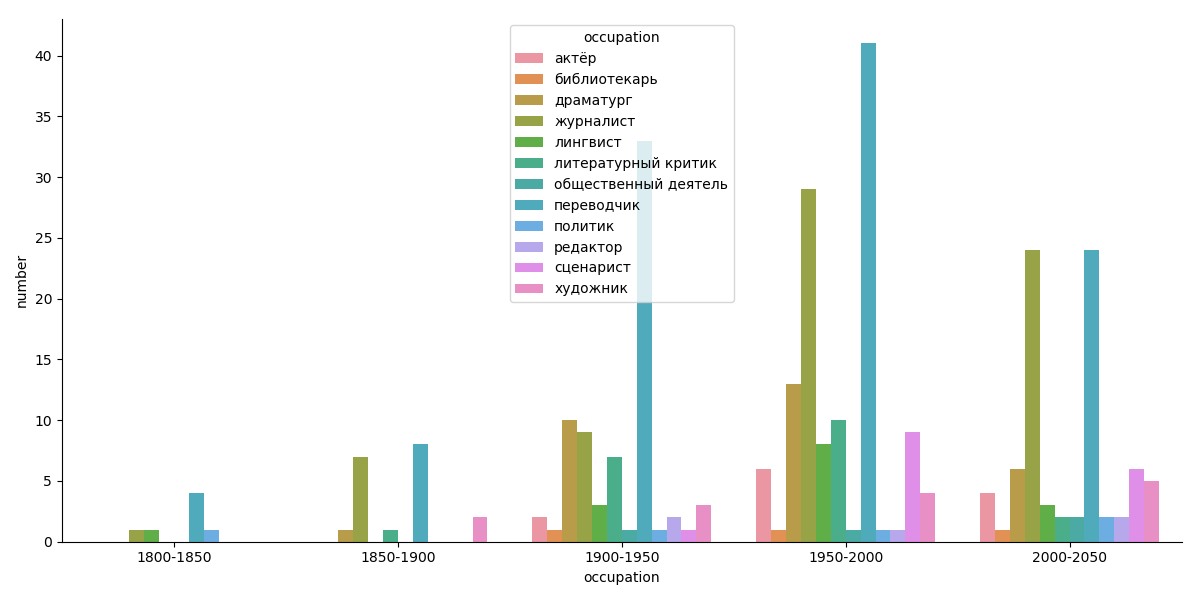 occupation
актёр
библиотекарь
драматург
журналист
лингвист
литературный критик
общественный деятель
переводчик
политик
редактор
сценарист
художник
number
40
35
30
25
20
15
10
5
0
1800-1850 1850-1900 1900-1950 1950-2000 2000-2050
occupation